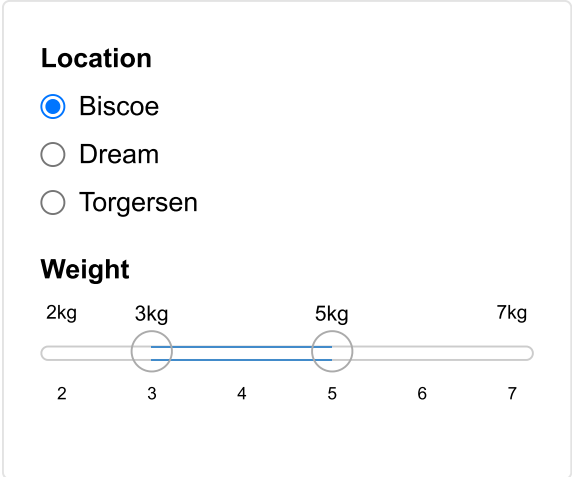 Location
Biscoe
Dream
Torgersen
Weight
2kg 3kg 5kg 7kg
2 3 4 5 6 7